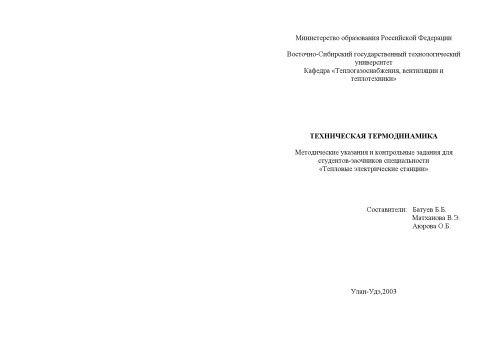 Министерство образования Российской Федерации
Восточно-Сибирский государственный технологический
университет
Кафедра «Теплогазоснабжения, вентиляции и
теплотехники»
ТЕХНИЧЕСКАЯ ТЕРМОДИНАМИКА
Методические указания и контрольные задания для
студентов-заочников специальности
«Тепловые электрические станции»
Составители: Батуев Б.Б.
Матханова В.Э.
Аюрова О.Б.
Улан-Удэ,2003